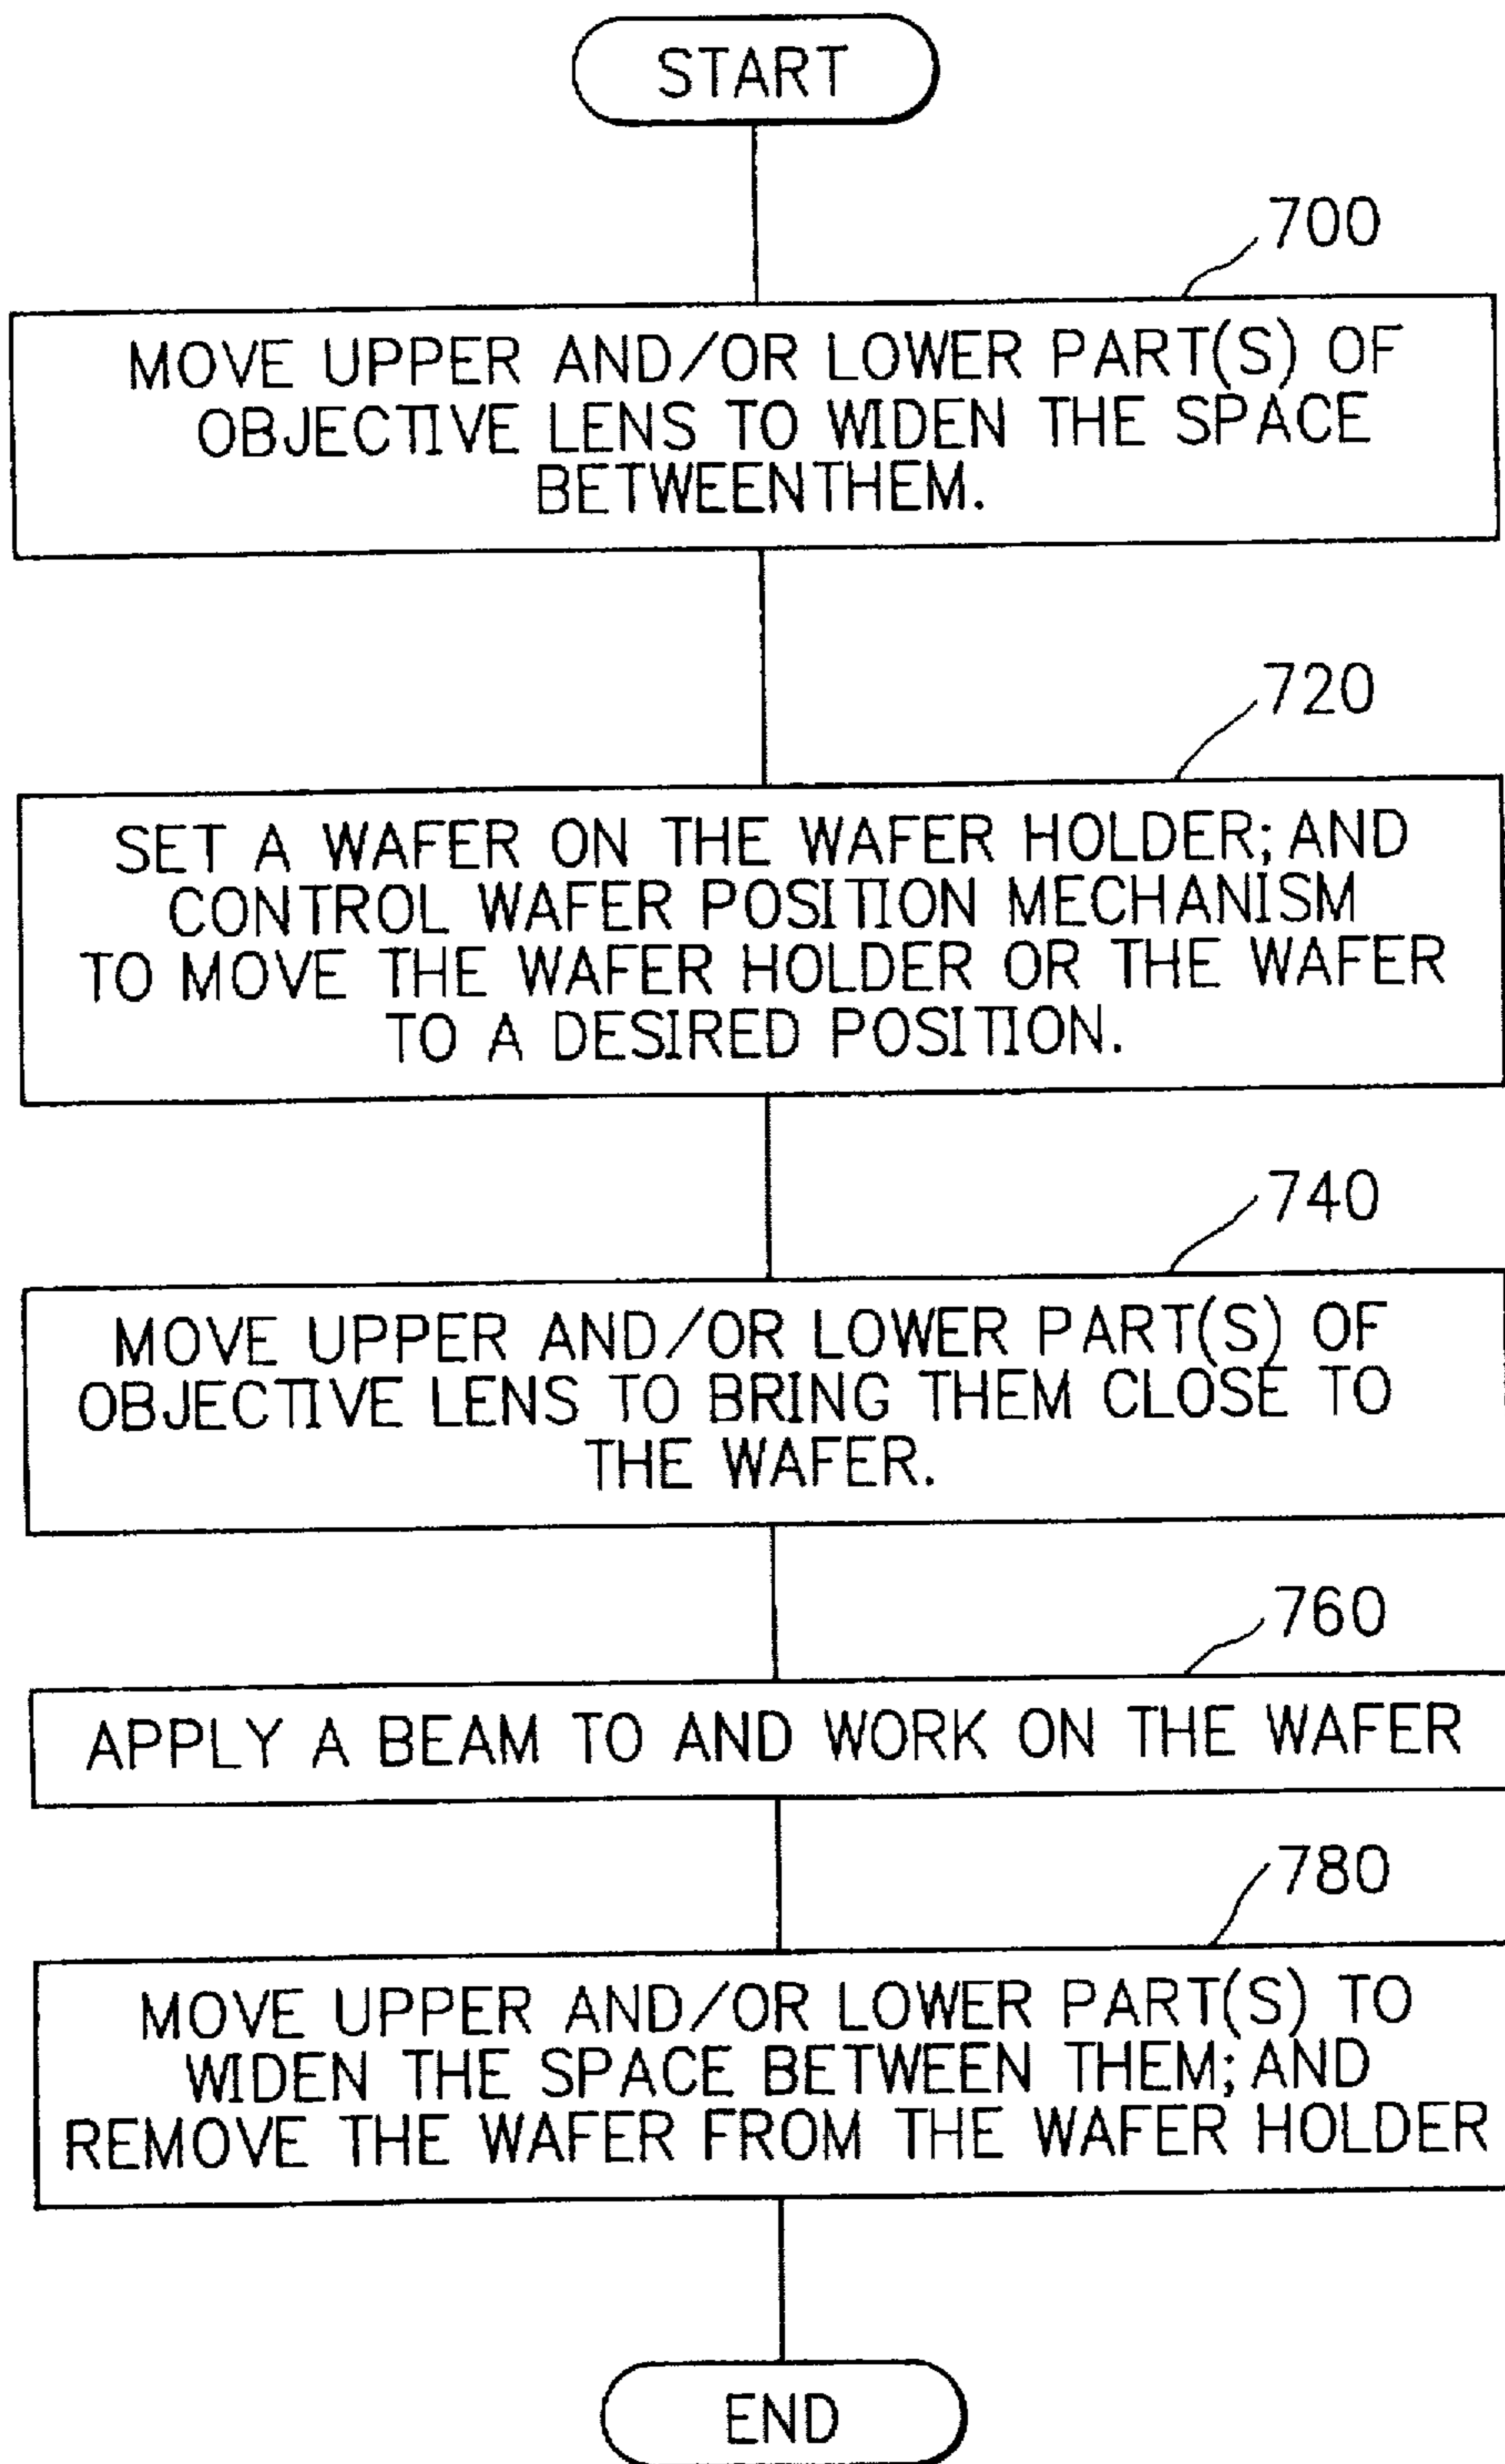 START
700
MOVE UPPER AND/OR LOWER PART(S) OF
OBJECTIVE LENS TO WIDEN THE SPACE
BETWEENTHEM.
720
SET A WAFER ON THE WAFER HOLDER; AND
CONTROL WAFER POSITION MECHANISM
TO MOVE THE WAFER HOLDER OR THE WAFER
TO A DESIRED POSITION.
740
MOVE UPPER AND/OR LOWER PART(S) OF
OBJECTIVE LENS TO BRING THEM CLOSE TO
THE WAFER.
760
APPLY A BEAM TO AND WORK ON THE WAFER
780
MOVE UPPER AND/OR LOWER PART(S) TO
WIDEN THE SPACE BETWEEN THEM; AND
REMOVE THE WAFER FROM THE WAFER HOLDER
END